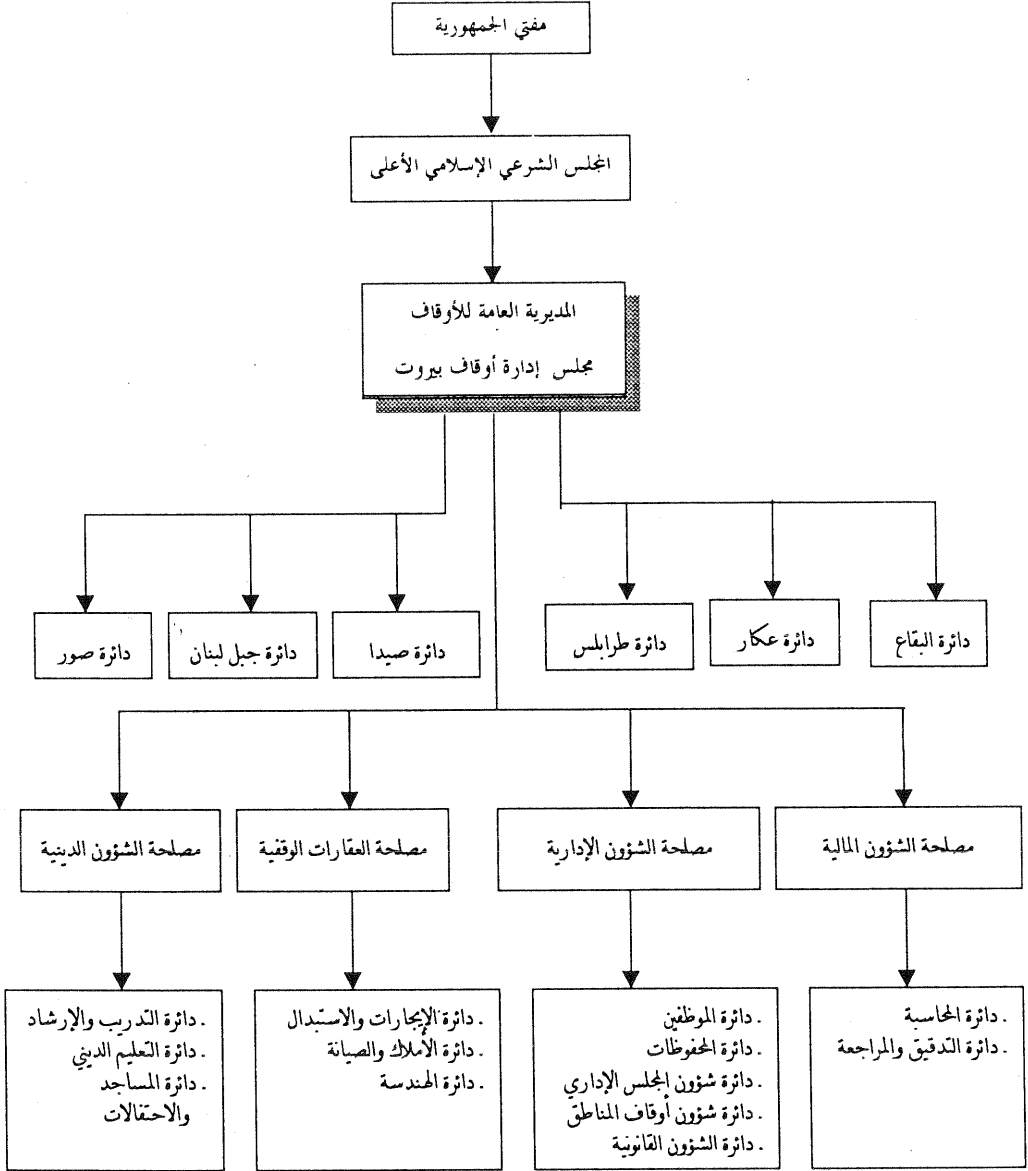 مفتي الجمهورية
المجلس الشرعي الإسلامي الأعلى
المديرية العامة للأوقاف
مجلس إدارة أوقاف بيروت
دائرة البقاع
دائرة عكار
دائرة طرابلس
دائرة صيدا
دائرة جبل لبنان
دائرة صور
مصلحة الشؤون المالية
مصلحة الشؤون الإدارية
مصلحة العقارات الوقفية
مصلحة الشؤون الدينية
. دائرة المحاسبة
. دائرة التدقيق والمراجعة
. دائرة الموظفين
. دائرة المحفوظات
. دائرة شؤون المجلس الإداري
. دائرة شؤون أوقاف المناطق
. دائرة الشؤون القانونية
. دائرة الإيجارات والاستبدال
. دائرة الأملاك والصيانة
. دائرة الهندسة
. دائرة التدريب والإرشاد
. دائرة التعليم الديني
. دائرة المساجد
والاحتفالات